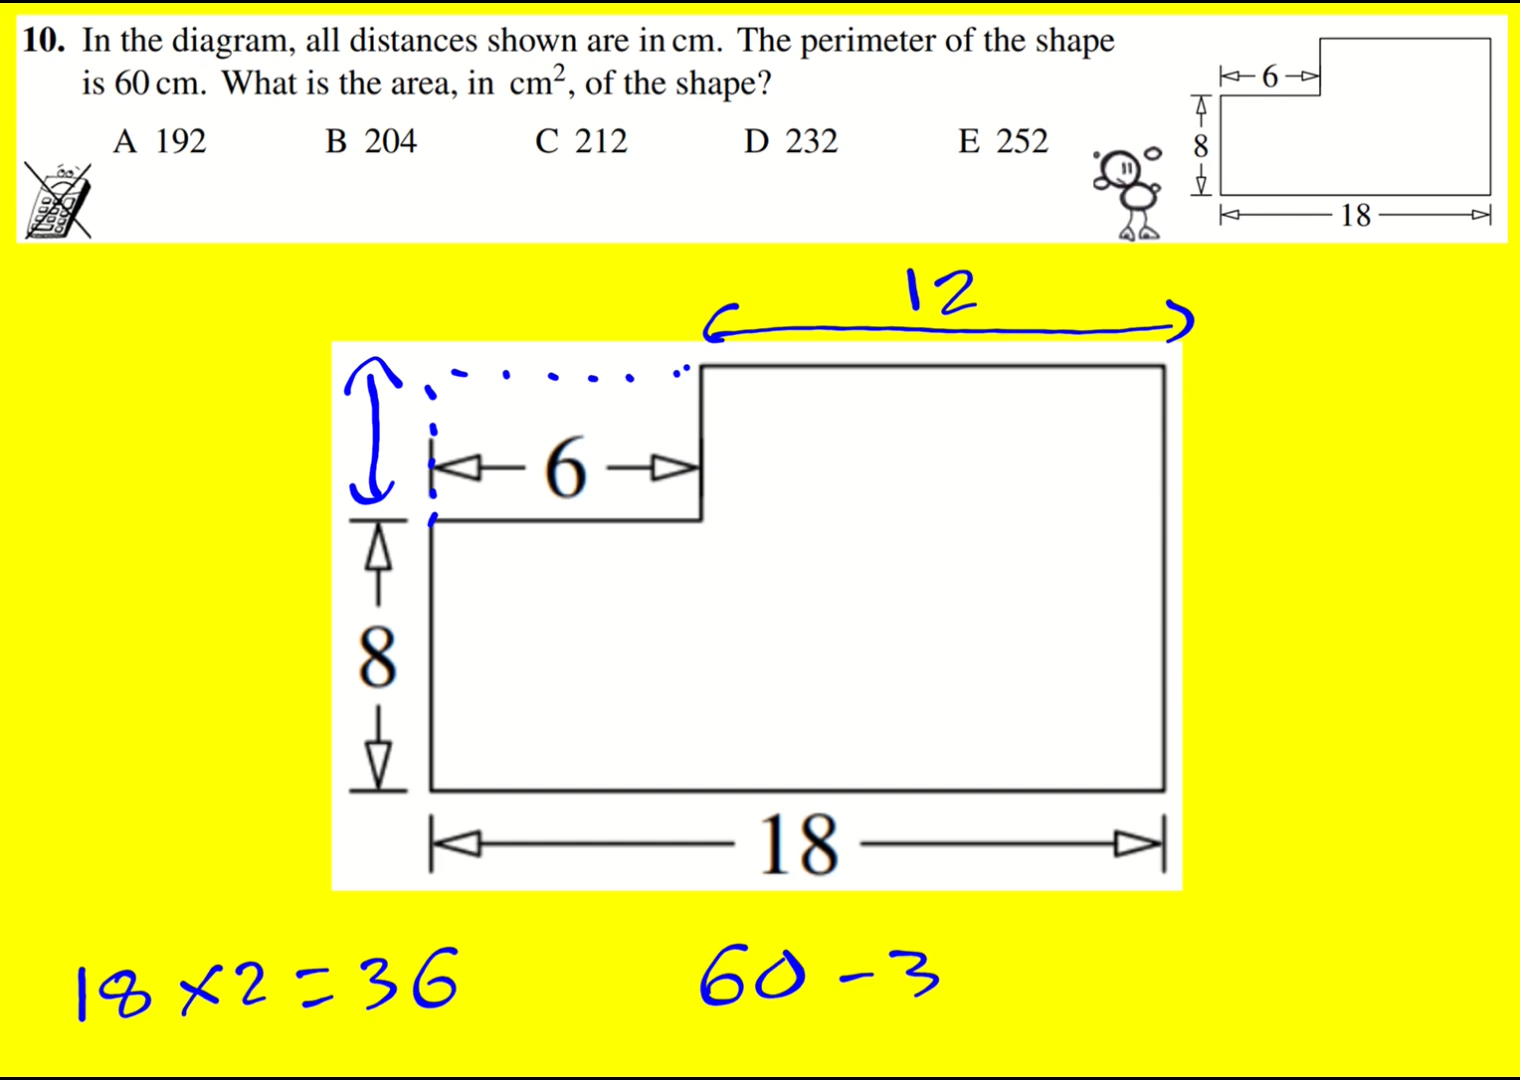 10. In the diagram, all distances shown are in cm. The perimeter of the shape
is 60 cm. What is the area, in cm², of the shape?
A 192 B 204 C 212 D 232 E 252
6
8
18
12
6
8
18
18 × 2 = 36
60 - 3